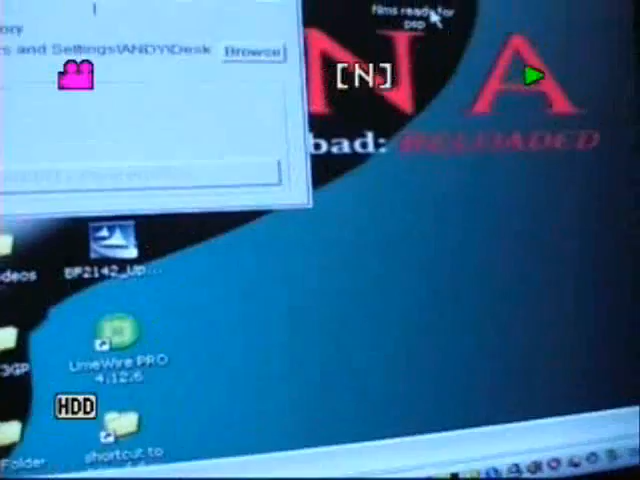 films ready for
psp
ory
s and Settings\ANDY\Desk
Browse
[N]
N A
bad: RELOADED
BF2142_Up...
deos
LimeWire PRO
4.12.6
3GP
HDD
shortcut to
Folder